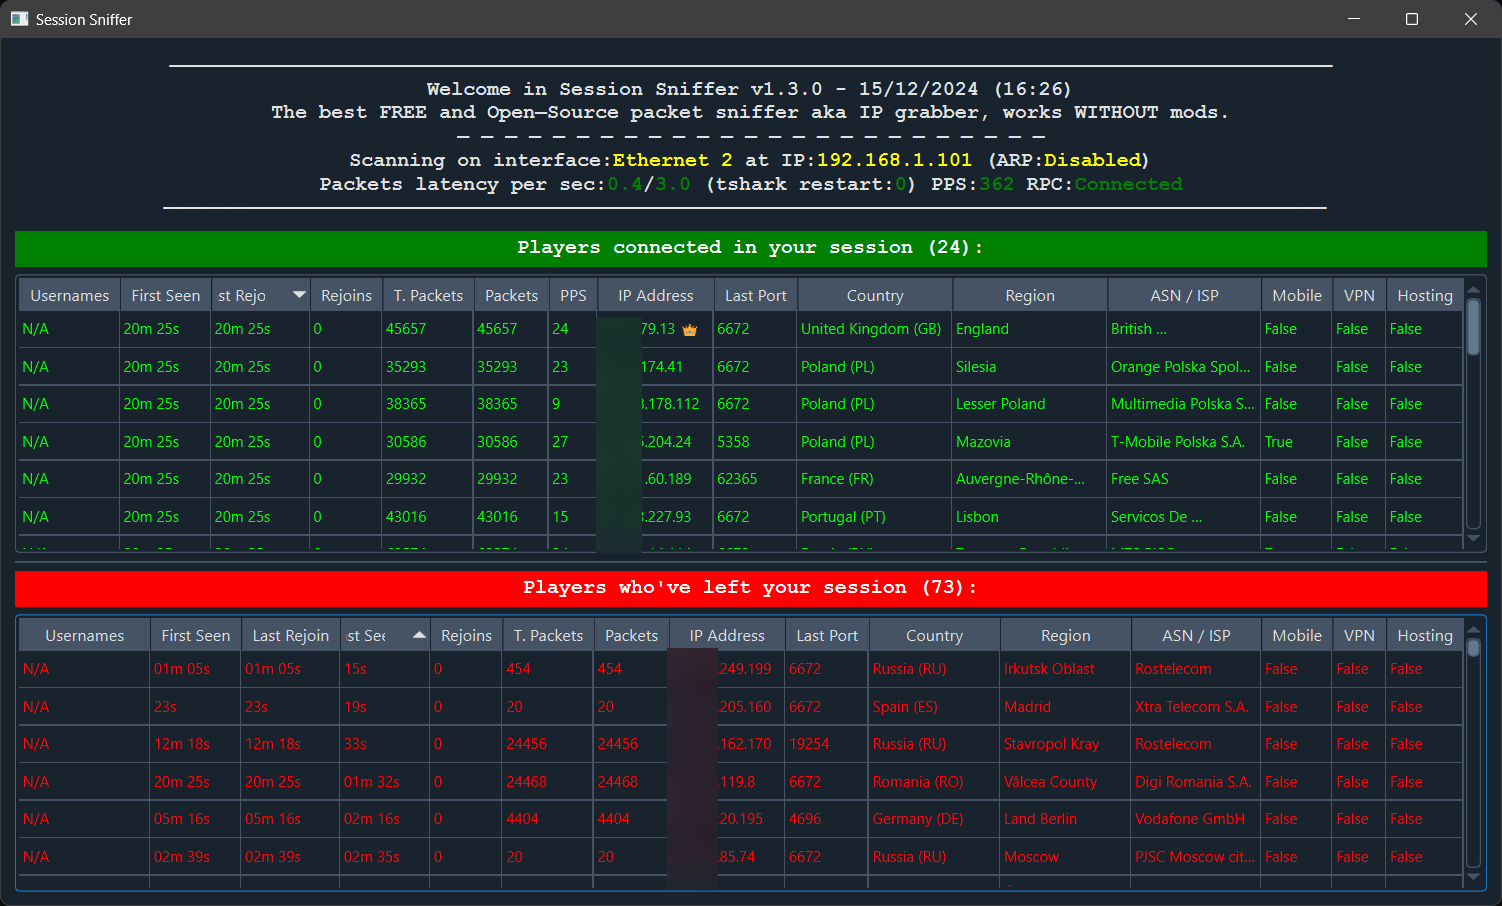 Session Sniffer
Welcome in Session Sniffer v1.3.0 - 15/12/2024 (16:26)
The best FREE and Open—Source packet sniffer aka IP grabber, works WITHOUT mods.
Scanning on interface:Ethernet 2 at IP:192.168.1.101 (ARP:Disabled)
Packets latency per sec:0.4/3.0 (tshark restart:0) PPS:362 RPC:Connected
Players connected in your session (24):
Usernames First Seen st Rejo Rejoins T. Packets Packets PPS IP Address Last Port Country Region ASN / ISP Mobile VPN Hosting
N/A 20m 25s 20m 25s 0 45657 45657 24 79.13 6672 United Kingdom (GB) England British ... False False False
N/A 20m 25s 20m 25s 0 35293 35293 23 174.41 6672 Poland (PL) Silesia Orange Polska Spol... False False False
N/A 20m 25s 20m 25s 0 38365 38365 9 .178.112 6672 Poland (PL) Lesser Poland Multimedia Polska S... False False False
N/A 20m 25s 20m 25s 0 30586 30586 27 .204.24 5358 Poland (PL) Mazovia T-Mobile Polska S.A. True False False
N/A 20m 25s 20m 25s 0 29932 29932 23 .60.189 62365 France (FR) Auvergne-Rhône-... Free SAS False False False
N/A 20m 25s 20m 25s 0 43016 43016 15 .227.93 6672 Portugal (PT) Lisbon Servicos De ... False False False
Players who've left your session (73):
Usernames First Seen Last Rejoin st See Rejoins T. Packets Packets IP Address Last Port Country Region ASN / ISP Mobile VPN Hosting
N/A 01m 05s 01m 05s 15s 0 454 454 .249.199 6672 Russia (RU) Irkutsk Oblast Rostelecom False False False
N/A 23s 23s 19s 0 20 20 .205.160 6672 Spain (ES) Madrid Xtra Telecom S.A. False False False
N/A 12m 18s 12m 18s 33s 0 24456 24456 .162.170 19254 Russia (RU) Stavropol Kray Rostelecom False False False
N/A 20m 25s 20m 25s 01m 32s 0 24468 24468 .119.8 6672 Romania (RO) Vâlcea County Digi Romania S.A. False False False
N/A 05m 16s 05m 16s 02m 16s 0 4404 4404 .20.195 4696 Germany (DE) Land Berlin Vodafone GmbH False False False
N/A 02m 39s 02m 39s 02m 35s 0 20 20 .85.74 6672 Russia (RU) Moscow PJSC Moscow cit... False False False